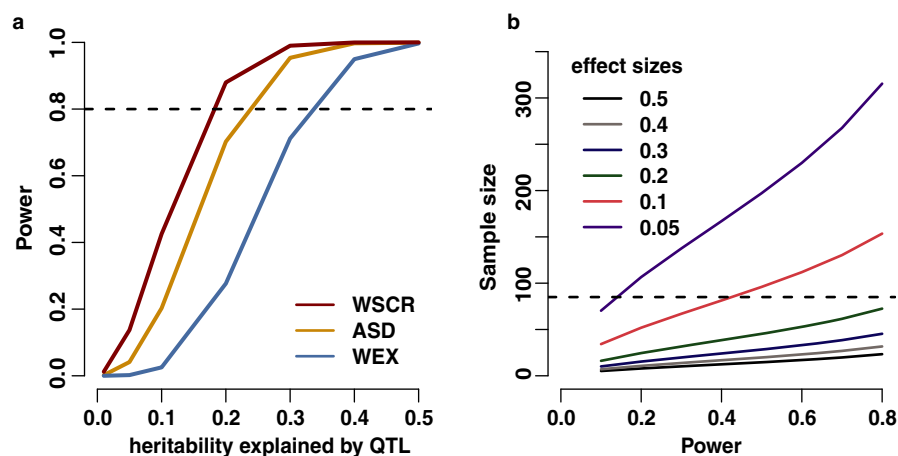 a
1.0
0.8
0.6
0.4
0.2
0.0
Power
WSCR
ASD
WEX
0.0 0.1 0.2 0.3 0.4 0.5
heritability explained by QTL
b
300
200
100
0
Sample size
effect sizes
0.5
0.4
0.3
0.2
0.1
0.05
0.0 0.2 0.4 0.6 0.8
Power